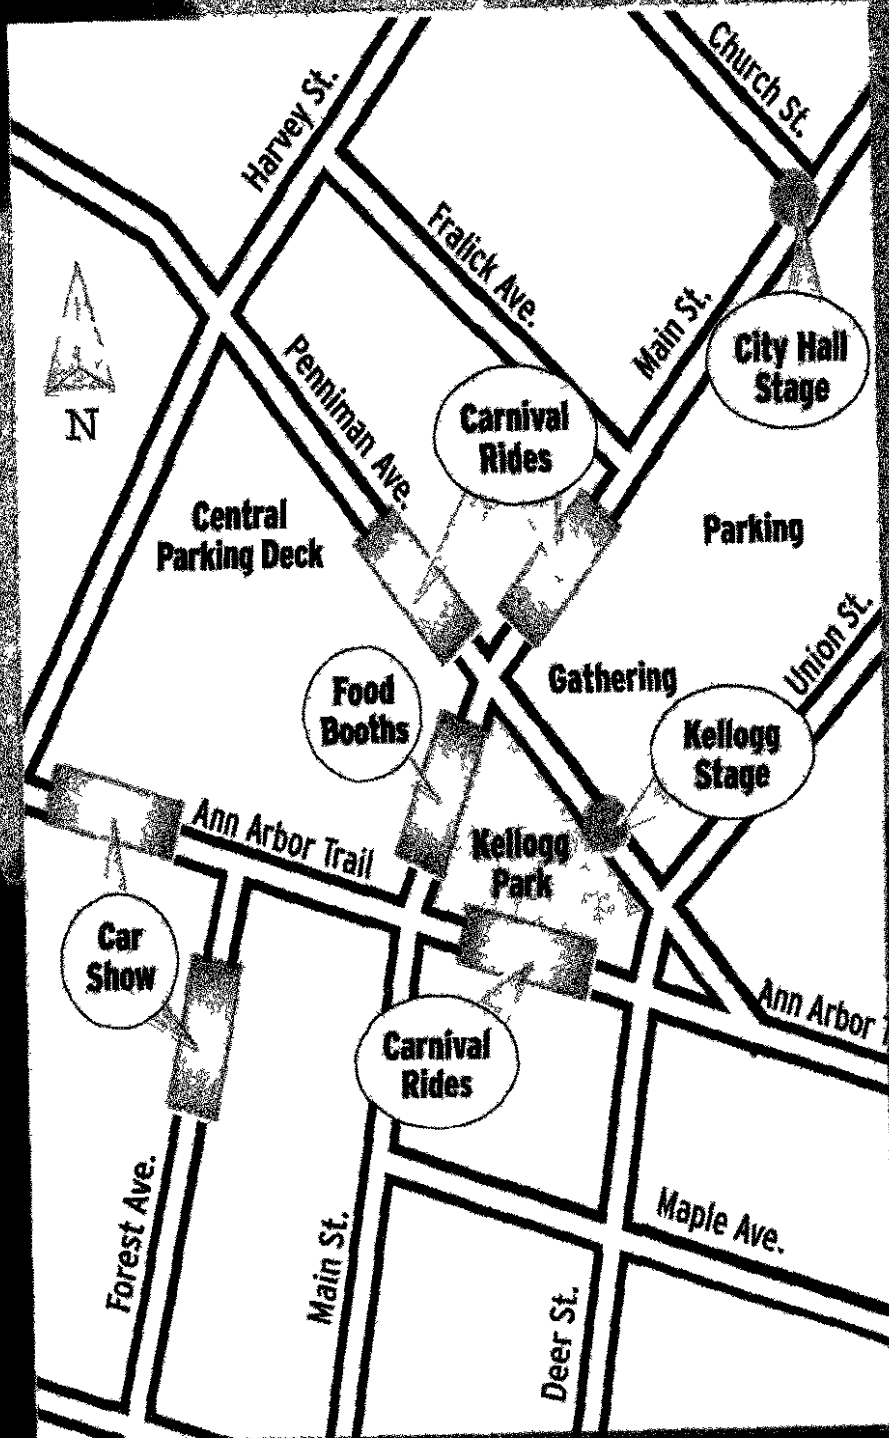 Church St.
Harvey St.
Fralick Ave.
Main St.
City Hall
Stage
N
Penniman Ave.
Carnival
Rides
Central
Parking Deck
Parking
Union St.
Gathering
Food
Booths
Kellogg
Stage
Ann Arbor Trail
Kellogg
Park
Car
Show
Ann Arbor
Carnival
Rides
Forest Ave.
Main St.
Maple Ave.
Deer St.